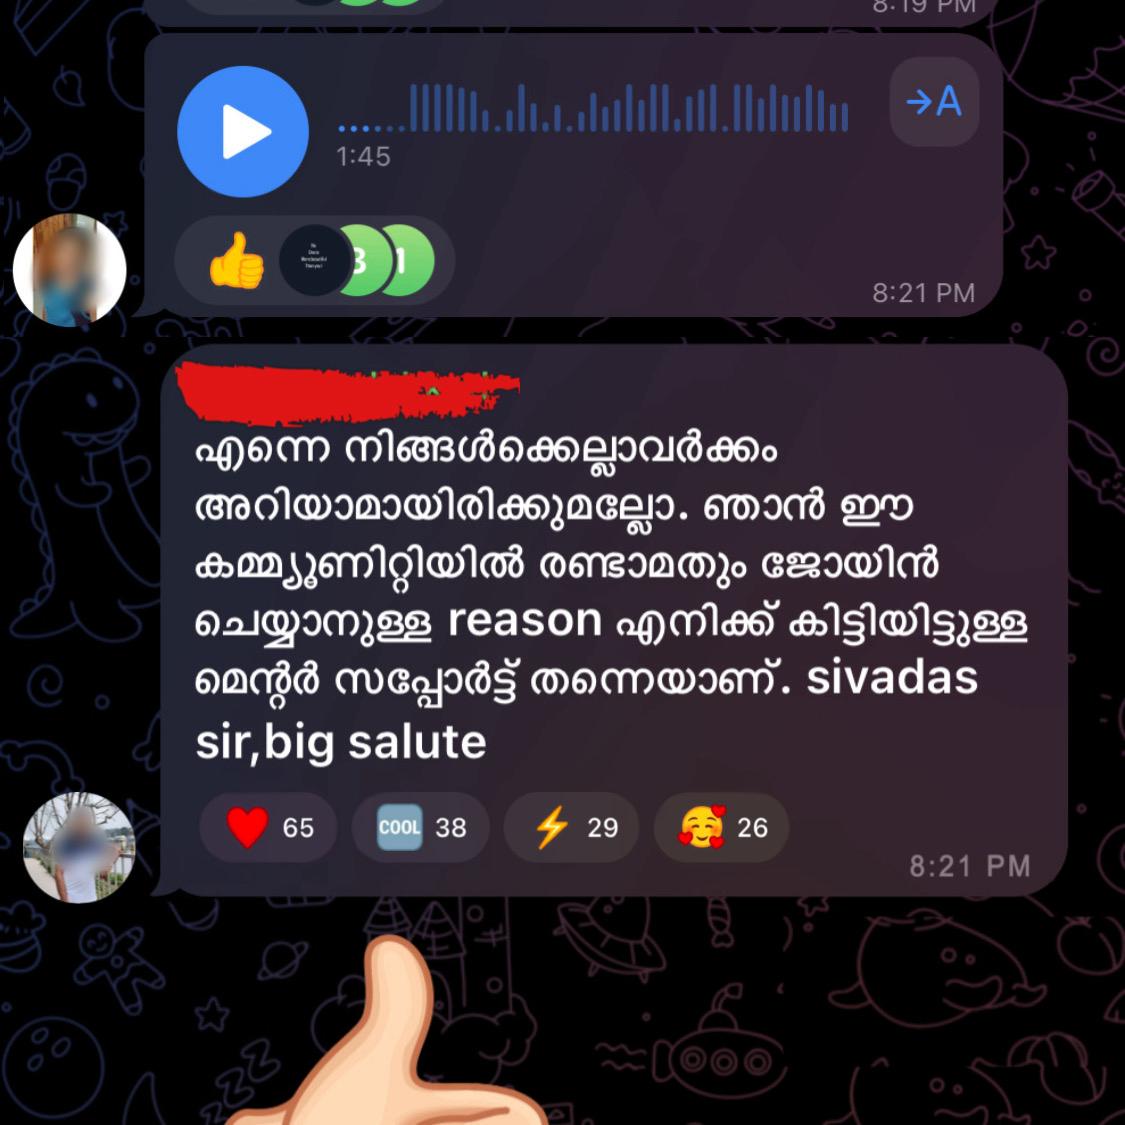 8:19 PM
→A
1:45
3
1
8:21 PM
എന്നെ നിങ്ങൾക്കെല്ലാവർക്കം
അറിയാമായിരിക്കുമല്ലോ. ഞാൻ ഈ
കമ്മ്യൂണിറ്റിയിൽ രണ്ടാമതും ജോയിൻ
ചെയ്യാനുള്ള reason എനിക്ക് കിട്ടിയിട്ടുള്ള
മെന്റർ സപ്പോർട്ട് തന്നെയാണ്. sivadas
sir,big salute
65 COOL 38 29 26
8:21 PM